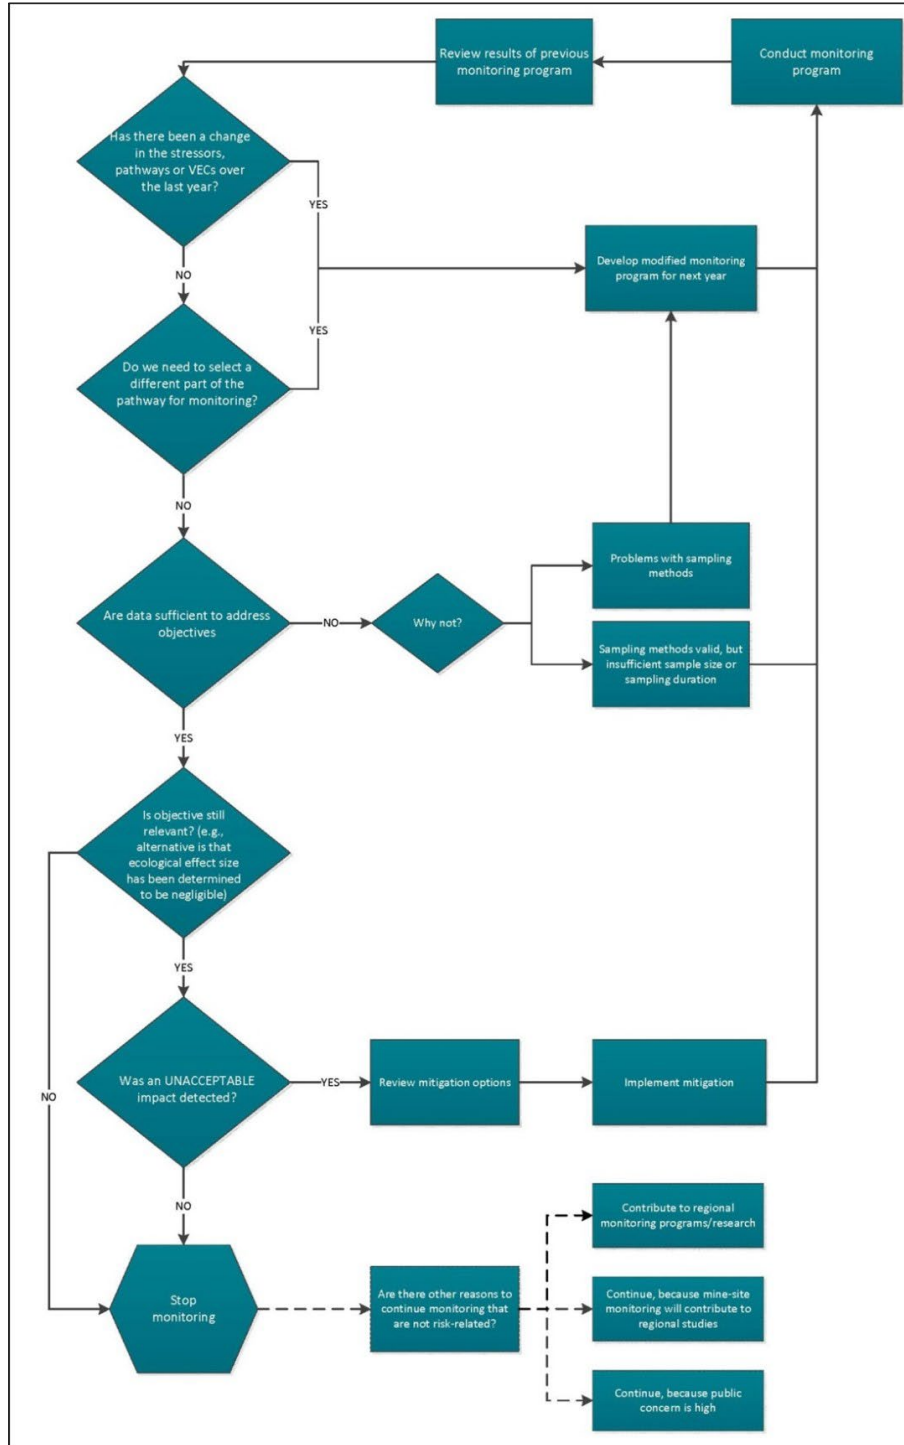 Review results of previous
monitoring program
Conduct monitoring
program
Has there been a change
in the stressors,
pathways or VECs over
the last year?
YES
NO
Develop modified monitoring
program for next year
YES
Do we need to select a
different part of the
pathway for monitoring?
NO
Problems with sampling
methods
Are data sufficient to address
objectives
NO
Why not?
Sampling methods valid, but
insufficient sample size or
sampling duration
YES
Is objective still
relevant? (e.g.,
alternative is that
ecological effect size
has been determined
to be negligible)
YES
NO
Was an UNACCEPTABLE
impact detected?
YES
Review mitigation options
Implement mitigation
NO
Stop
monitoring
Are there other reasons to
continue monitoring that
are not risk-related?
Contribute to regional
monitoring programs/research
Continue, because mine-site
monitoring will contribute to
regional studies
Continue, because public
concern is high